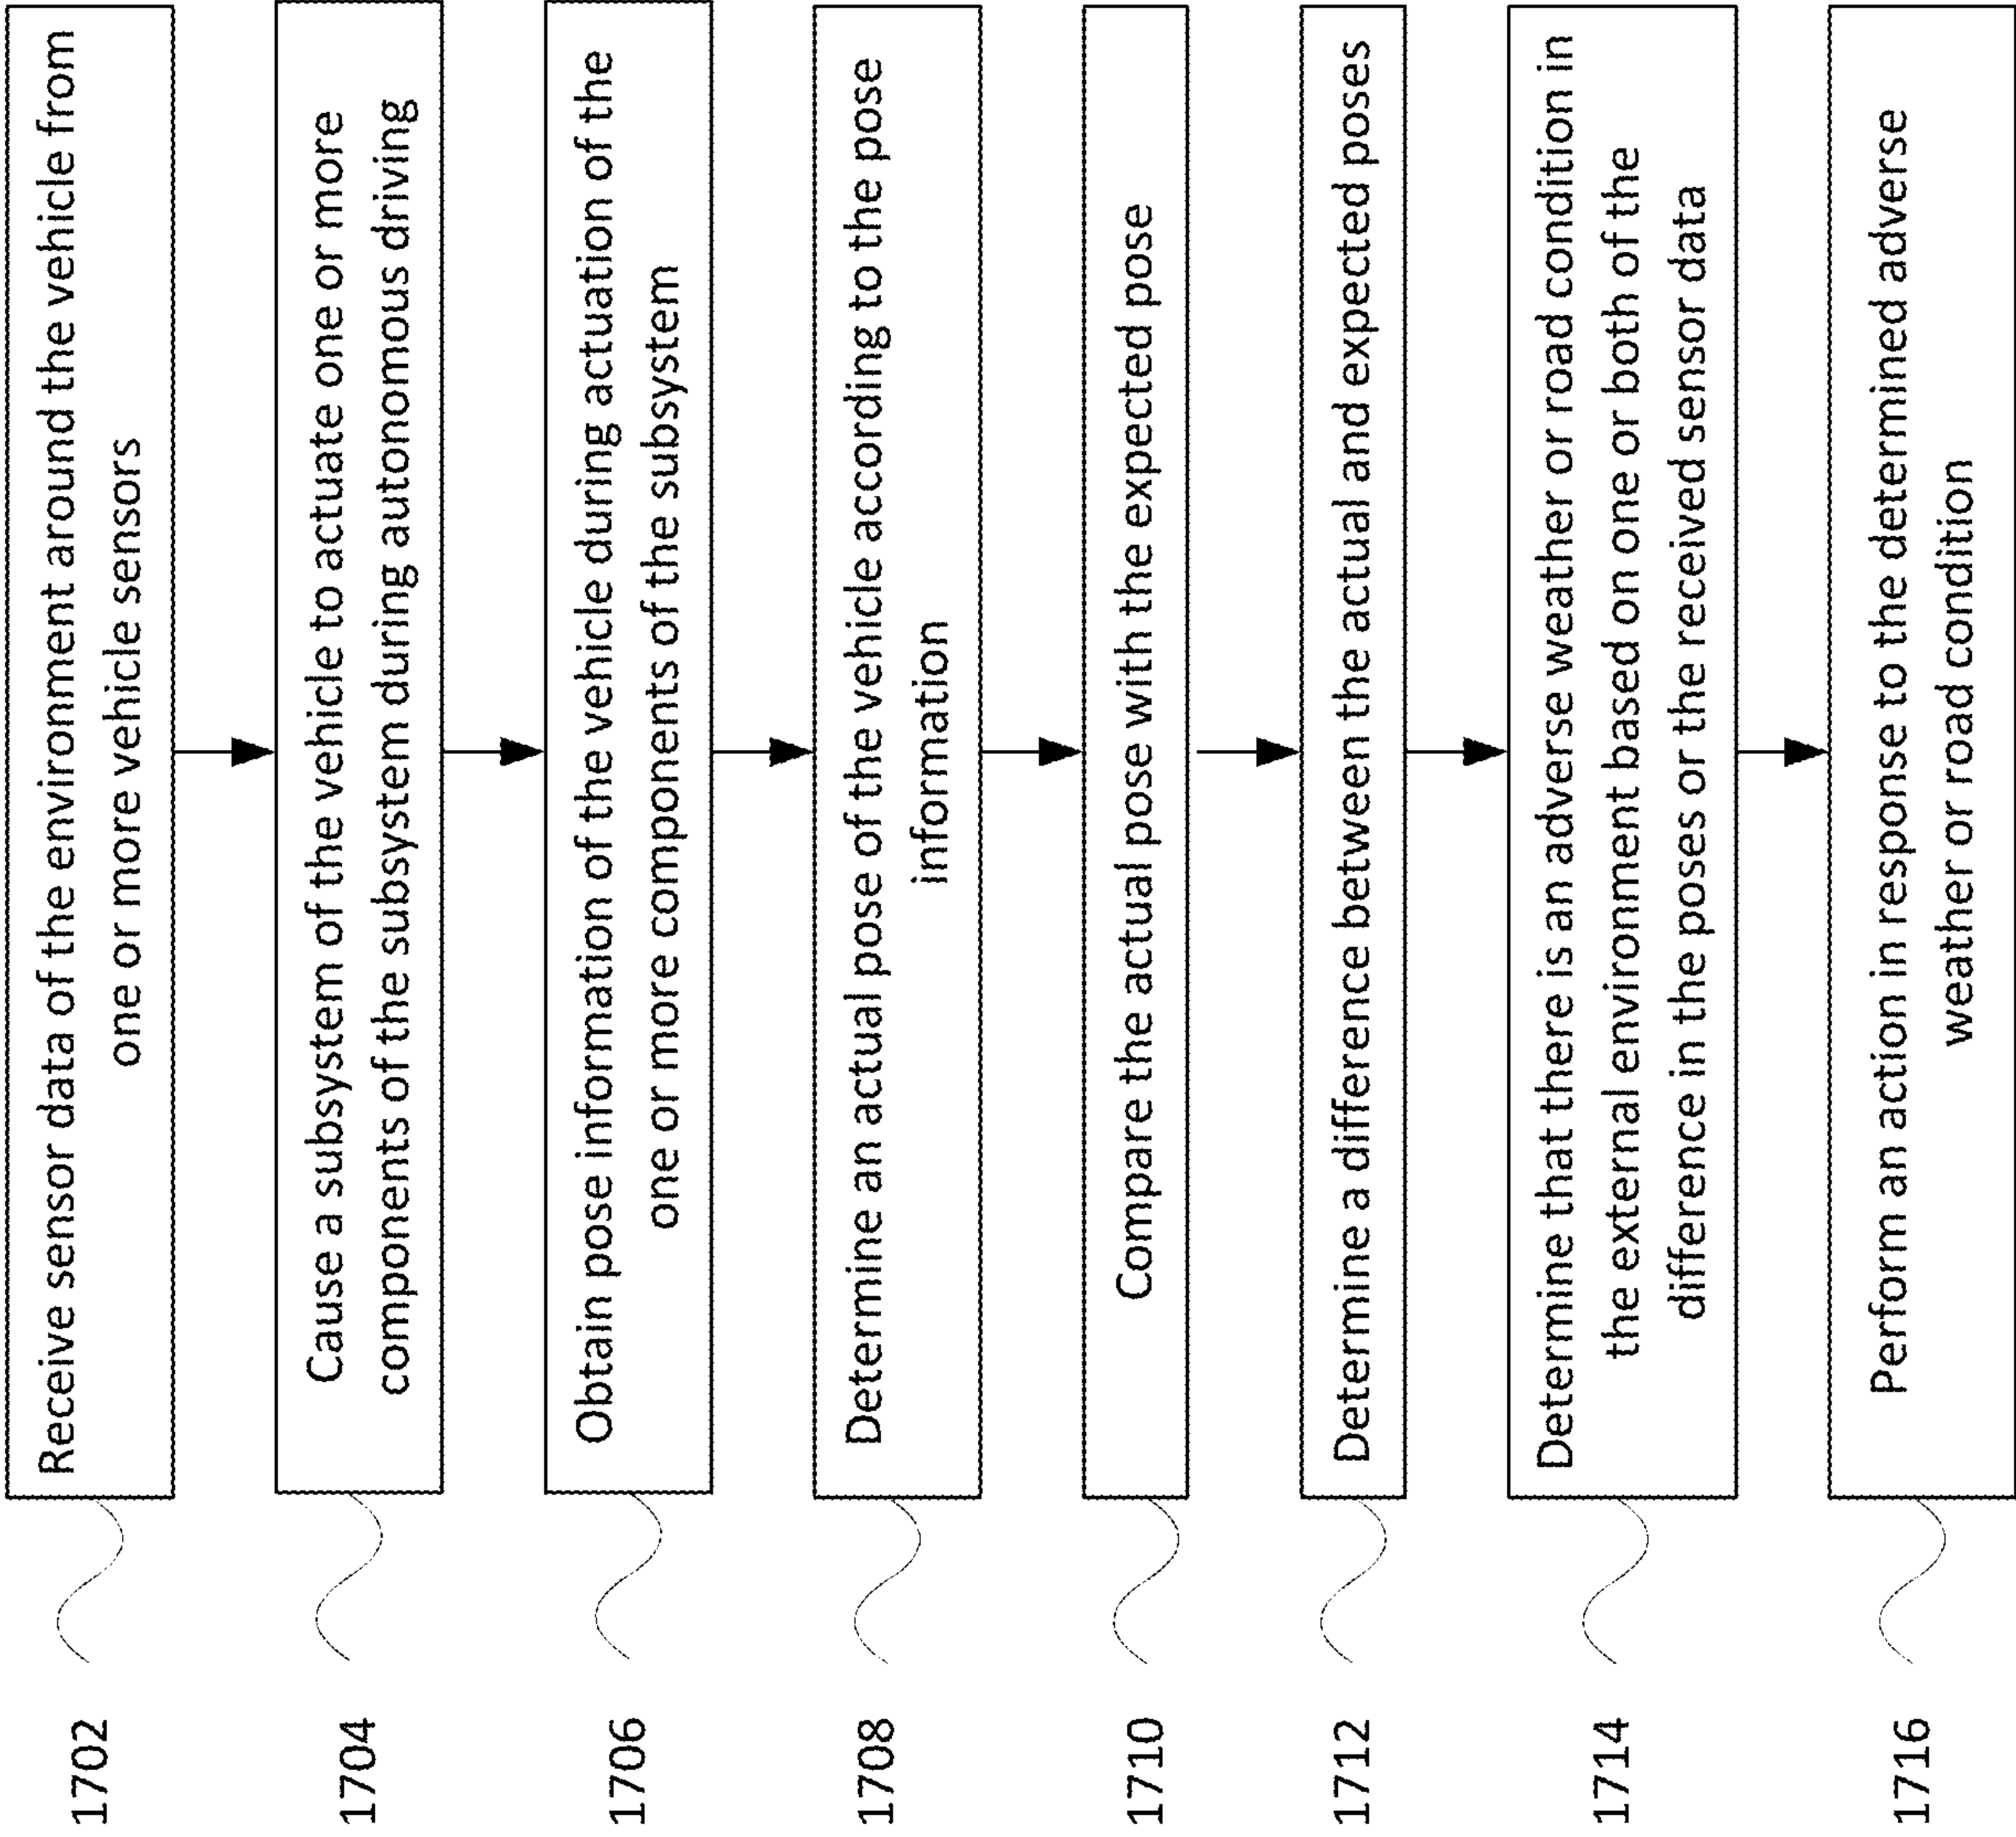 1702
Receive sensor data of the environment around the vehicle from
one or more vehicle sensors
1704
Cause a subsystem of the vehicle to actuate one or more
components of the subsystem during autonomous driving
1706
Obtain pose information of the vehicle during actuation of the
one or more components of the subsystem
1708
Determine an actual pose of the vehicle according to the pose
information
1710
Compare the actual pose with the expected pose
1712
Determine a difference between the actual and expected poses
1714
Determine that there is an adverse weather or road condition in
the external environment based on one or both of the
difference in the poses or the received sensor data
1716
Perform an action in response to the determined adverse
weather or road condition